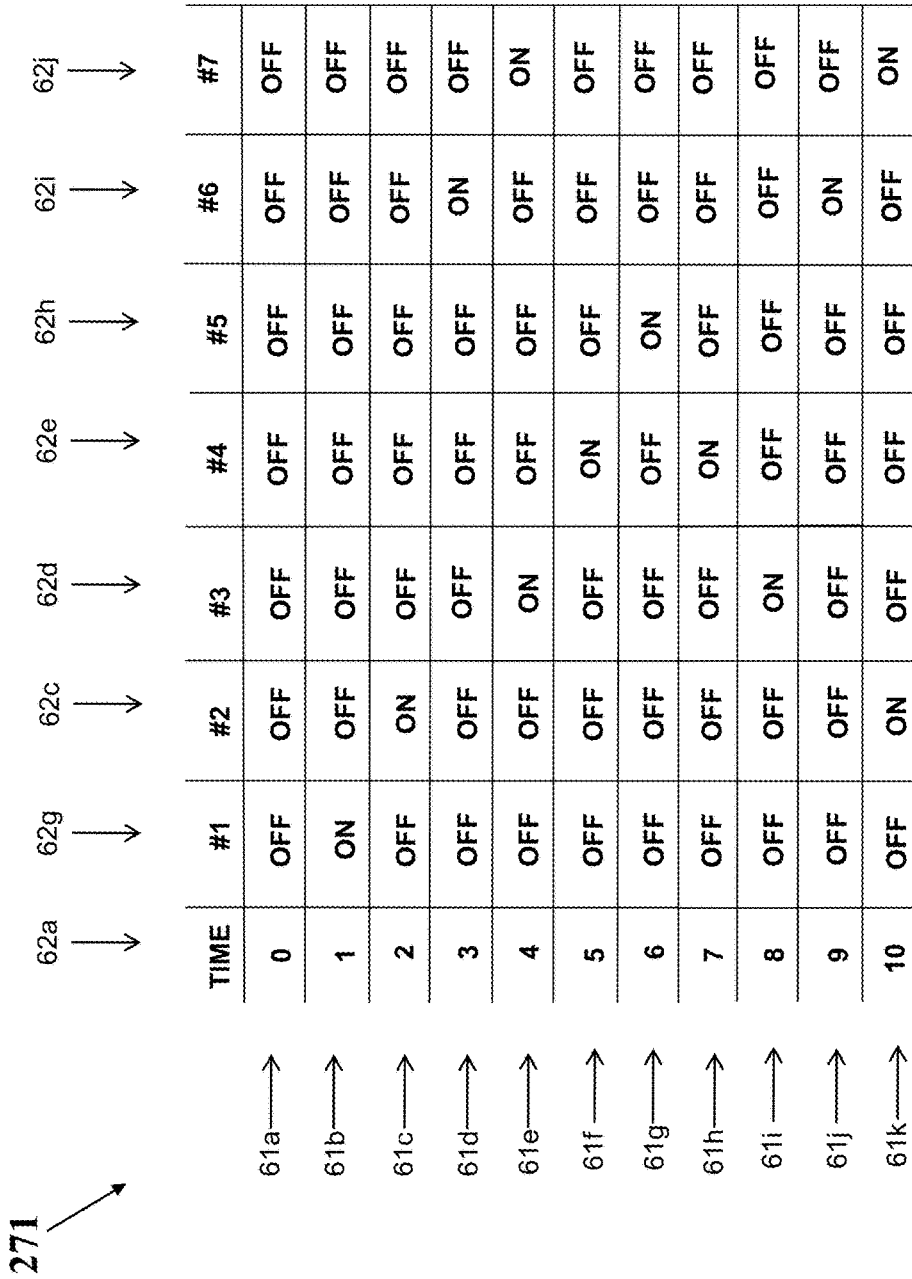 271
62a 62g 62c 62d 62e 62h 62i 62j
TIME #1 #2 #3 #4 #5 #6 #7
61a 0 OFF OFF OFF OFF OFF OFF OFF
61b 1 ON OFF OFF OFF OFF OFF OFF
61c 2 OFF ON OFF OFF OFF OFF OFF
61d 3 OFF OFF OFF OFF OFF ON OFF
61e 4 OFF OFF ON OFF OFF OFF ON
61f 5 OFF OFF OFF ON OFF OFF OFF
61g 6 OFF OFF OFF OFF ON OFF OFF
61h 7 OFF OFF OFF ON OFF OFF OFF
61i 8 OFF OFF ON OFF OFF OFF OFF
61j 9 OFF OFF OFF OFF OFF ON OFF
61k 10 OFF ON OFF OFF OFF OFF ON